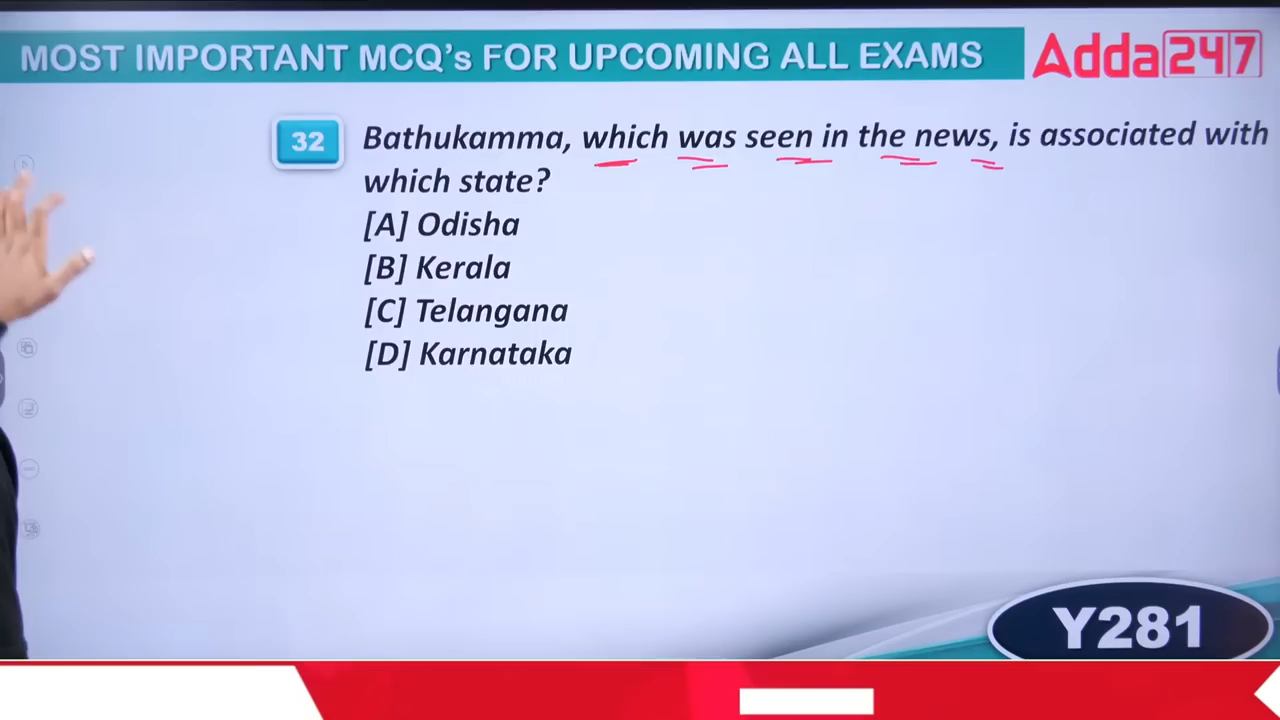 MOST IMPORTANT MCQ's FOR UPCOMING ALL EXAMS
Adda247
32
Bathukamma, which was seen in the news, is associated with
which state?
[A] Odisha
[B] Kerala
[C] Telangana
[D] Karnataka
Y281